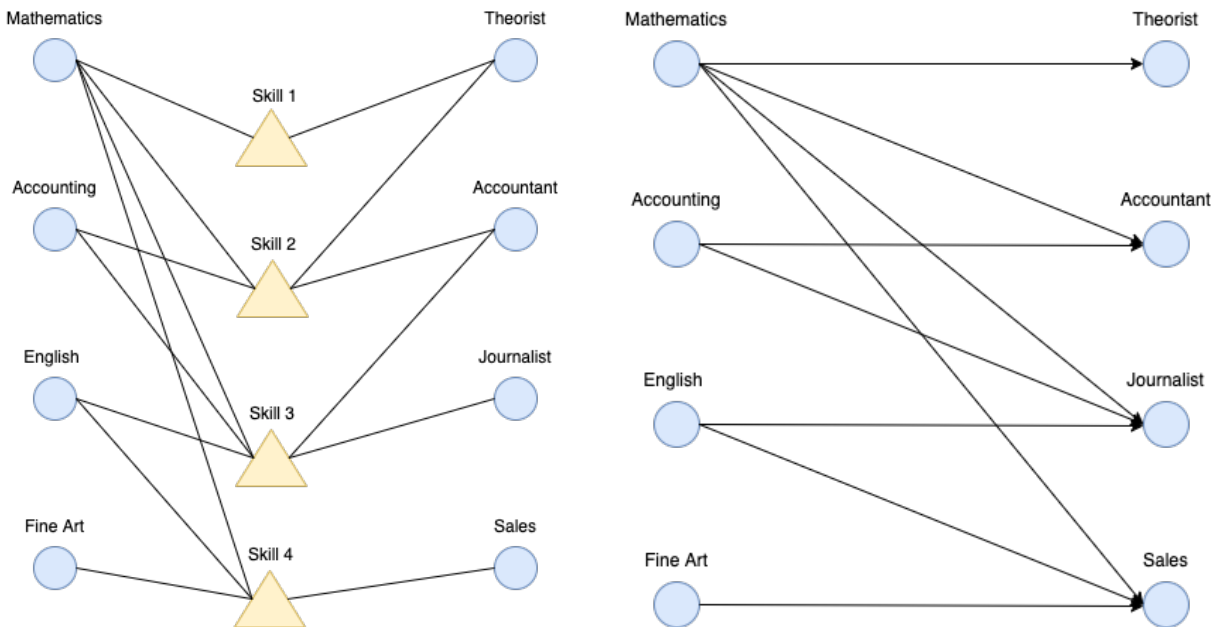 Mathematics
Theorist
Skill 1
Accounting
Accountant
Skill 2
English
Journalist
Skill 3
Fine Art
Sales
Skill 4
Mathematics
Theorist
Accounting
Accountant
English
Journalist
Fine Art
Sales